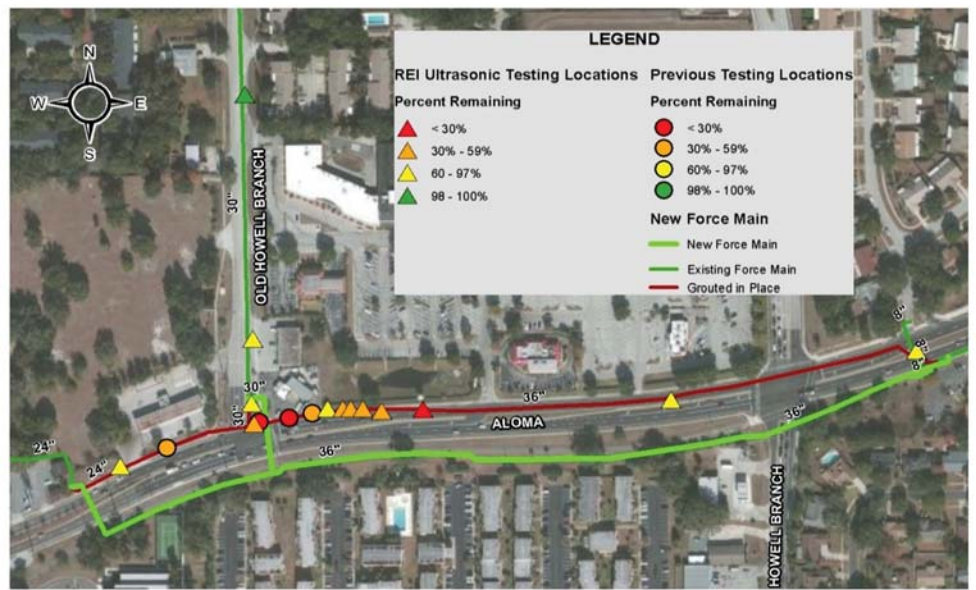 LEGEND
REI Ultrasonic Testing Locations
Percent Remaining
< 30%
30% - 59%
60 - 97%
98 - 100%
Previous Testing Locations
Percent Remaining
< 30%
30% - 59%
60% - 97%
98% - 100%
New Force Main
New Force Main
Existing Force Main
Grouted in Place
N
W E
S
30"
OLD HOWELL BRANCH
8"
8"
8"
30"
30"
36"
ALOMA
36"
24"
24"
36"
HOWELL BRANCH